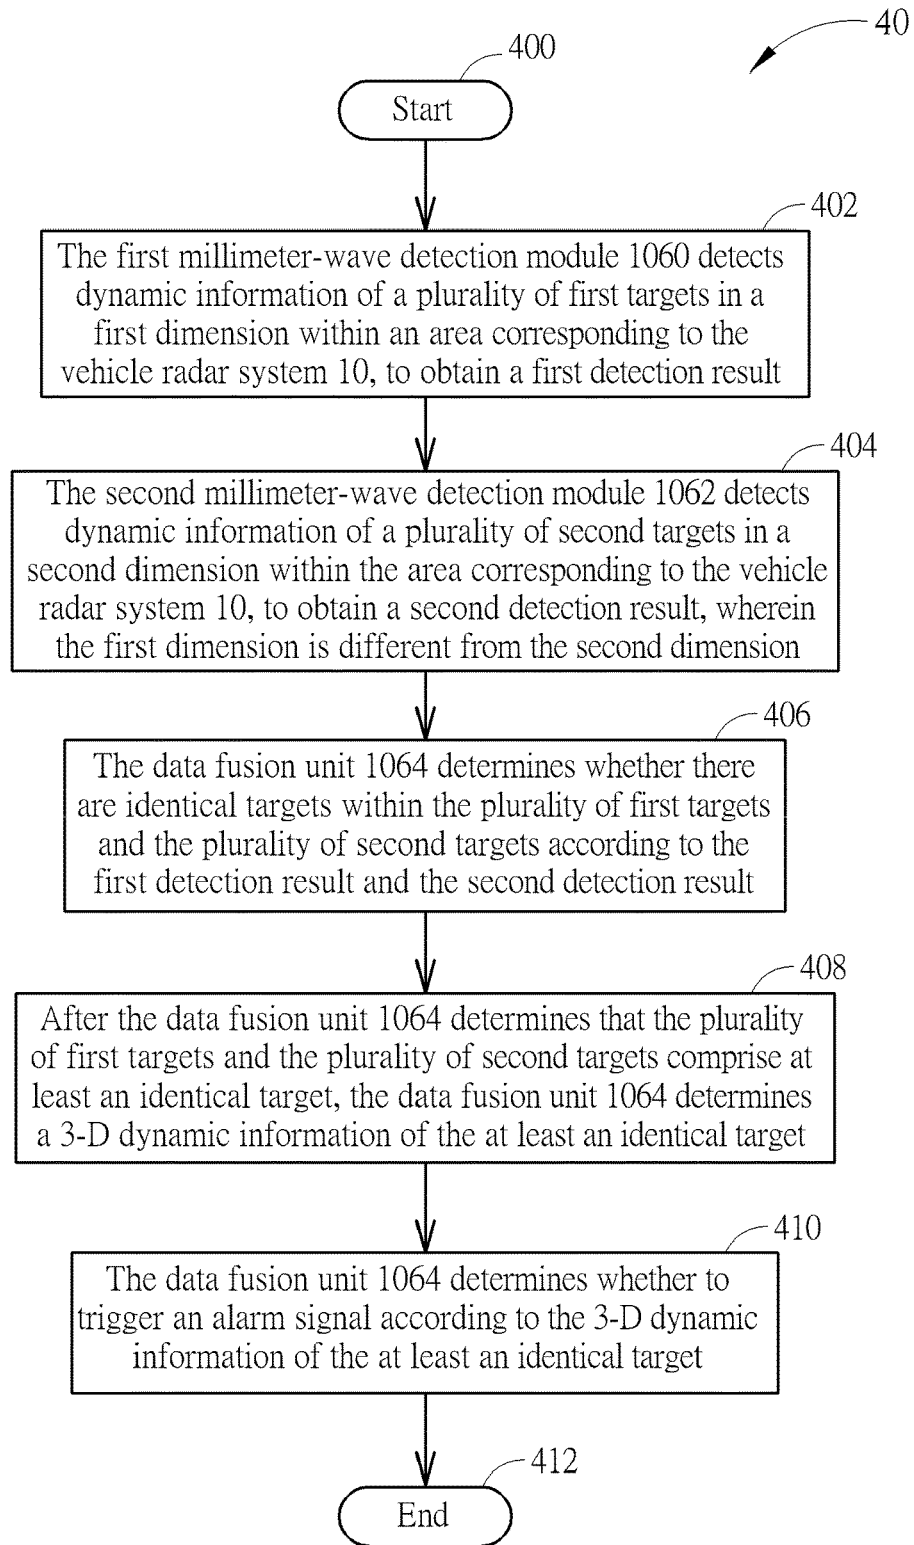 40
400
Start
402
The first millimeter-wave detection module 1060 detects
dynamic information of a plurality of first targets in a
first dimension within an area corresponding to the
vehicle radar system 10, to obtain a first detection result
404
The second millimeter-wave detection module 1062 detects
dynamic information of a plurality of second targets in a
second dimension within the area corresponding to the vehicle
radar system 10, to obtain a second detection result, wherein
the first dimension is different from the second dimension
406
The data fusion unit 1064 determines whether there
are identical targets within the plurality of first targets
and the plurality of second targets according to the
first detection result and the second detection result
408
After the data fusion unit 1064 determines that the plurality
of first targets and the plurality of second targets comprise at
least an identical target, the data fusion unit 1064 determines
a 3-D dynamic information of the at least an identical target
410
The data fusion unit 1064 determines whether to
trigger an alarm signal according to the 3-D dynamic
information of the at least an identical target
412
End